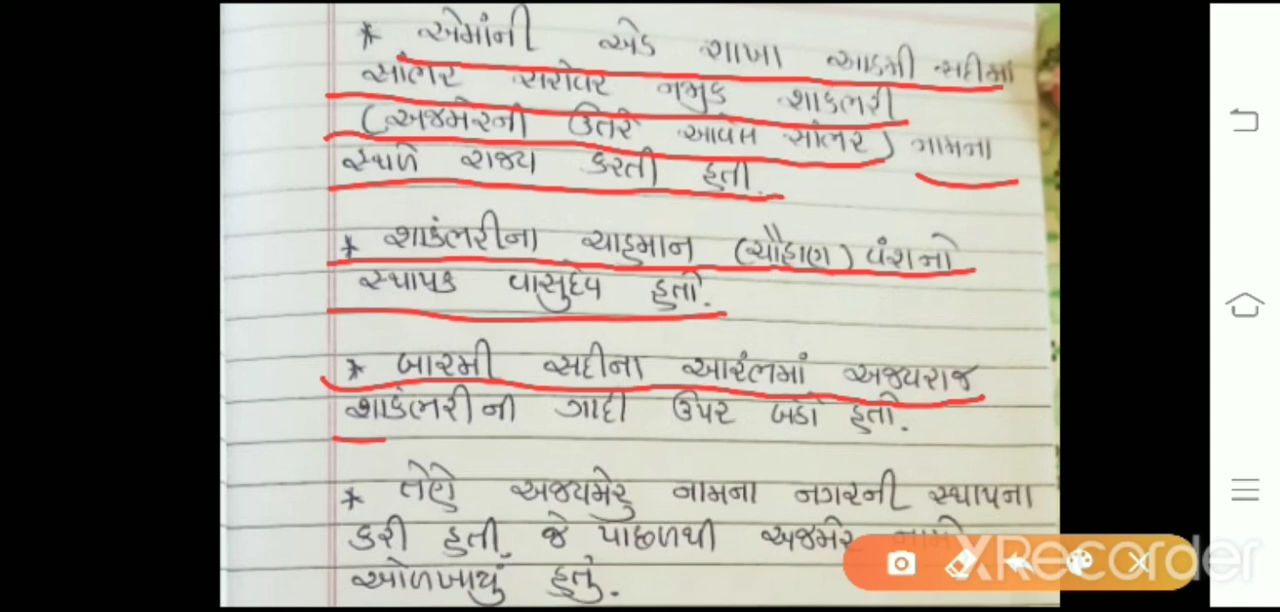 * એમાંની એક શાખા આઠમી સદીમાં
સાંભર સરોવર નજીક શાકંભરી
(અજમેરની ઉતરે આવેલ સાંભર) નામના
સ્થળે રાજ્ય કરતી હતી.
* શાકંભરીના ચાહમાન (ચૌહાણ) વંશનો
સ્થાપક વાસુદેવ હતો.
* બારમી સદીના આરંભમાં અજયરાજ
શાકંભરીની ગાદી ઉપર બેઠો હતો.
* તેણે અજયમેરુ નામના નગરની સ્થાપના
કરી હતી. જે પાછળથી અજમેર નામે
ઓળખાયું હતું.
XRecorder